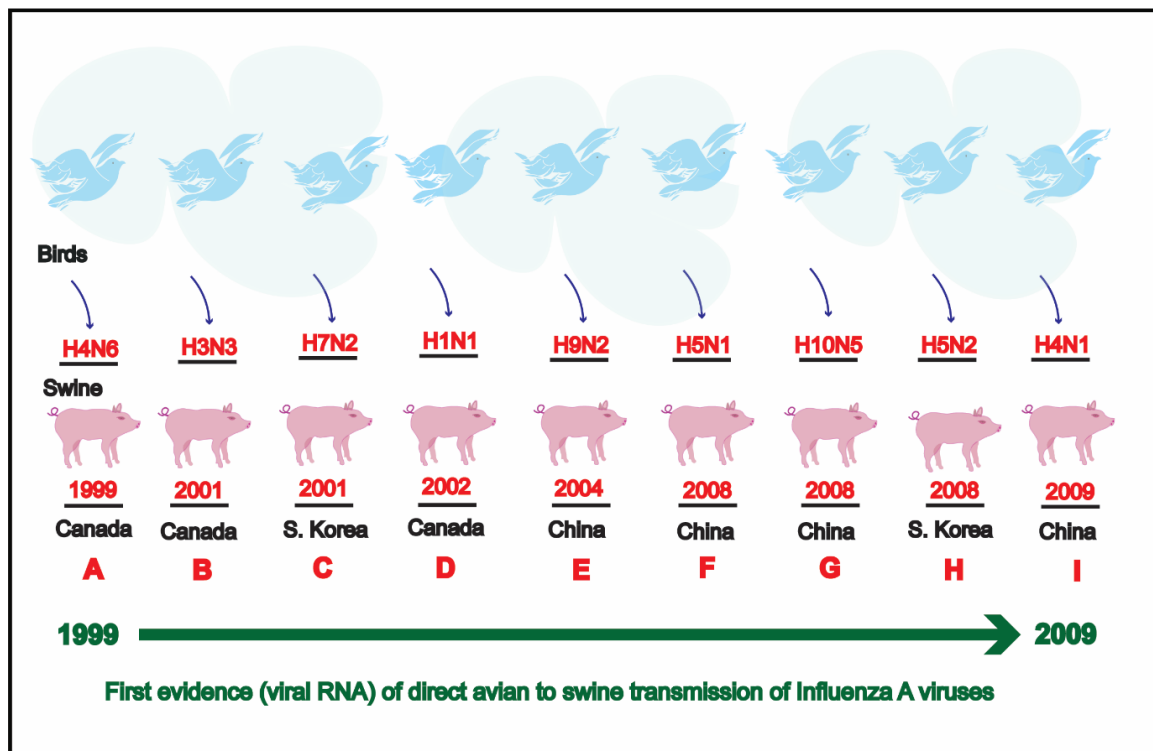 Birds
H4N6 H3N3 H7N2 H1N1 H9N2 H5N1 H10N5 H5N2 H4N1
Swine
1999 2001 2001 2002 2004 2008 2008 2008 2009
Canada Canada S. Korea Canada China China China S. Korea China
A B C D E F G H I
1999 2009
First evidence (viral RNA) of direct avian to swine transmission of Influenza A viruses